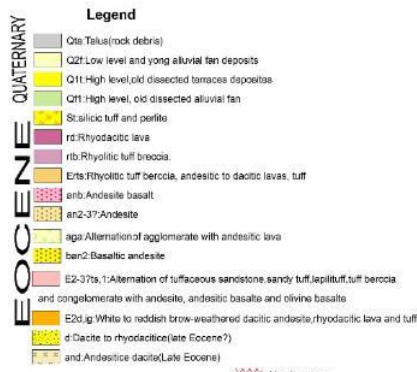 Legend
QUATERNARY
Qta:Talus(rock debris)
Q2f:Low level and yong alluvial fan deposits
Q1t:High level,old dissected terraces deposites
Qf1:High level, old dissected alluvial fan
EOCENE
St:silicic tuff and perlite
rd:Rhyodacitic lava
rtb:Rhyolitic tuff breccia.
Erts:Rhyolitic tuff berccia, andesitic to dacitic lavas, tuff
anb:Andesite basalt
an2-3?:Andesite
aga:Alternationof agglomerate with andesitic lava
ban2:Basaltic andesite
E2-3?ts,1:Alternation of tuffaceous sandstone,sandy tuff,lapilituff,tuff berccia
and congelomerate with andesite, andesitic basalte and olivine basalte
E2d,ig:White to reddish brow-weathered dacitic andesite,rhyodacitic lava and tuff
d:Dacite to rhyodacitice(late Eocene?)
and:Andesitice dacite(Late Eocene)